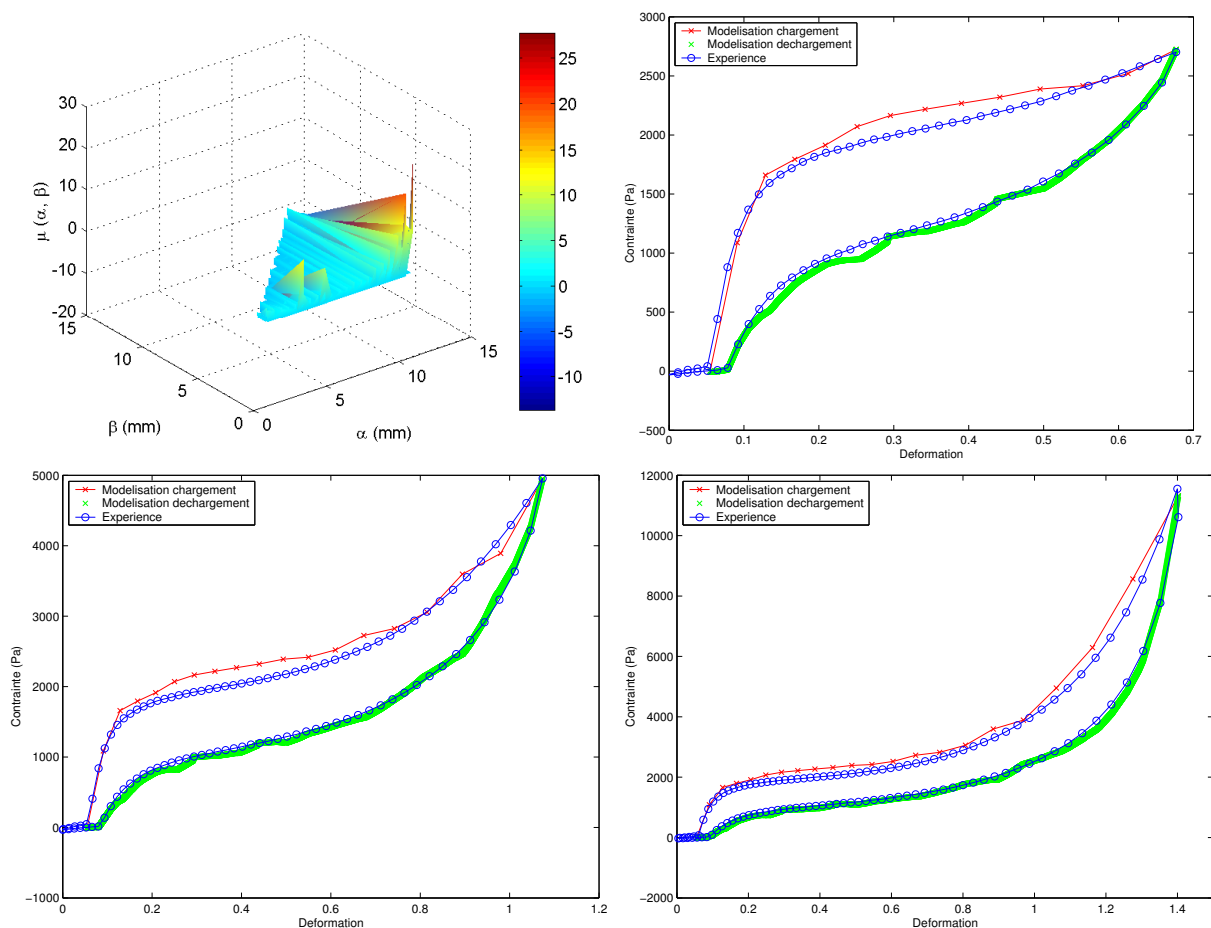 30
20
10
0
−10
−20
μ (α, β)
15
10
5
0
β (mm)
0
5
10
15
α (mm)
25
20
15
10
5
0
−5
−10
3000
2500
2000
1500
1000
500
0
−500
Contrainte (Pa)
Modelisation chargement
Modelisation dechargement
Experience
0 0.1 0.2 0.3 0.4 0.5 0.6 0.7
Deformation
5000
4000
3000
2000
1000
0
−1000
Contrainte (Pa)
Modelisation chargement
Modelisation dechargement
Experience
0 0.2 0.4 0.6 0.8 1 1.2
Deformation
12000
10000
8000
6000
4000
2000
0
−2000
Contrainte (Pa)
Modelisation chargement
Modelisation dechargement
Experience
0 0.2 0.4 0.6 0.8 1 1.2 1.4
Deformation